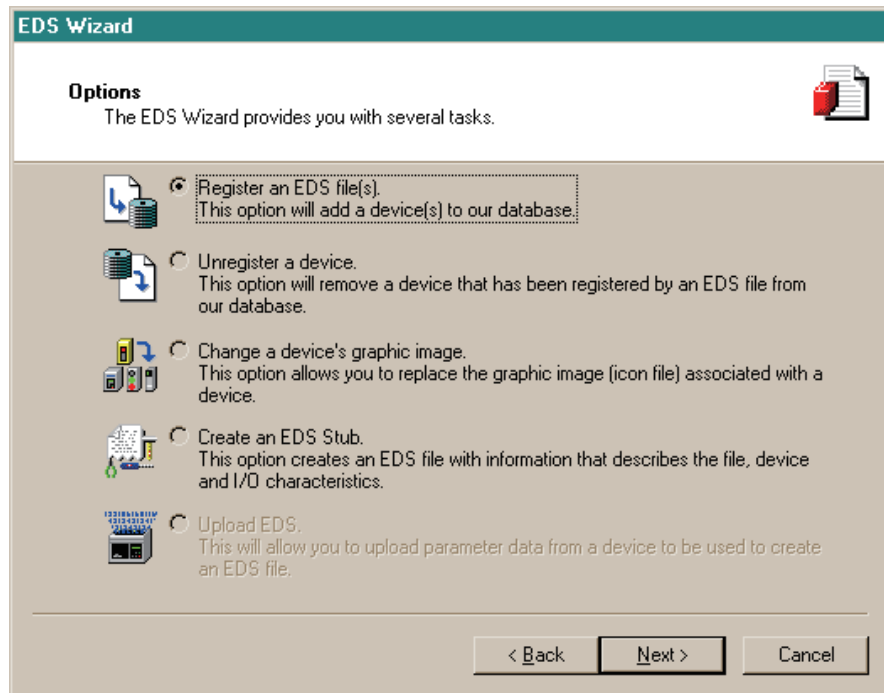 EDS Wizard
Options
The EDS Wizard provides you with several tasks.
Register an EDS file(s).
This option will add a device(s) to our database.
Unregister a device.
This option will remove a device that has been registered by an EDS file from
our database.
Change a device's graphic image.
This option allows you to replace the graphic image (icon file) associated with a
device.
Create an EDS Stub.
This option creates an EDS file with information that describes the file, device
and I/O characteristics.
Upload EDS.
This will allow you to upload parameter data from a device to be used to create
an EDS file.
< Back
Next >
Cancel